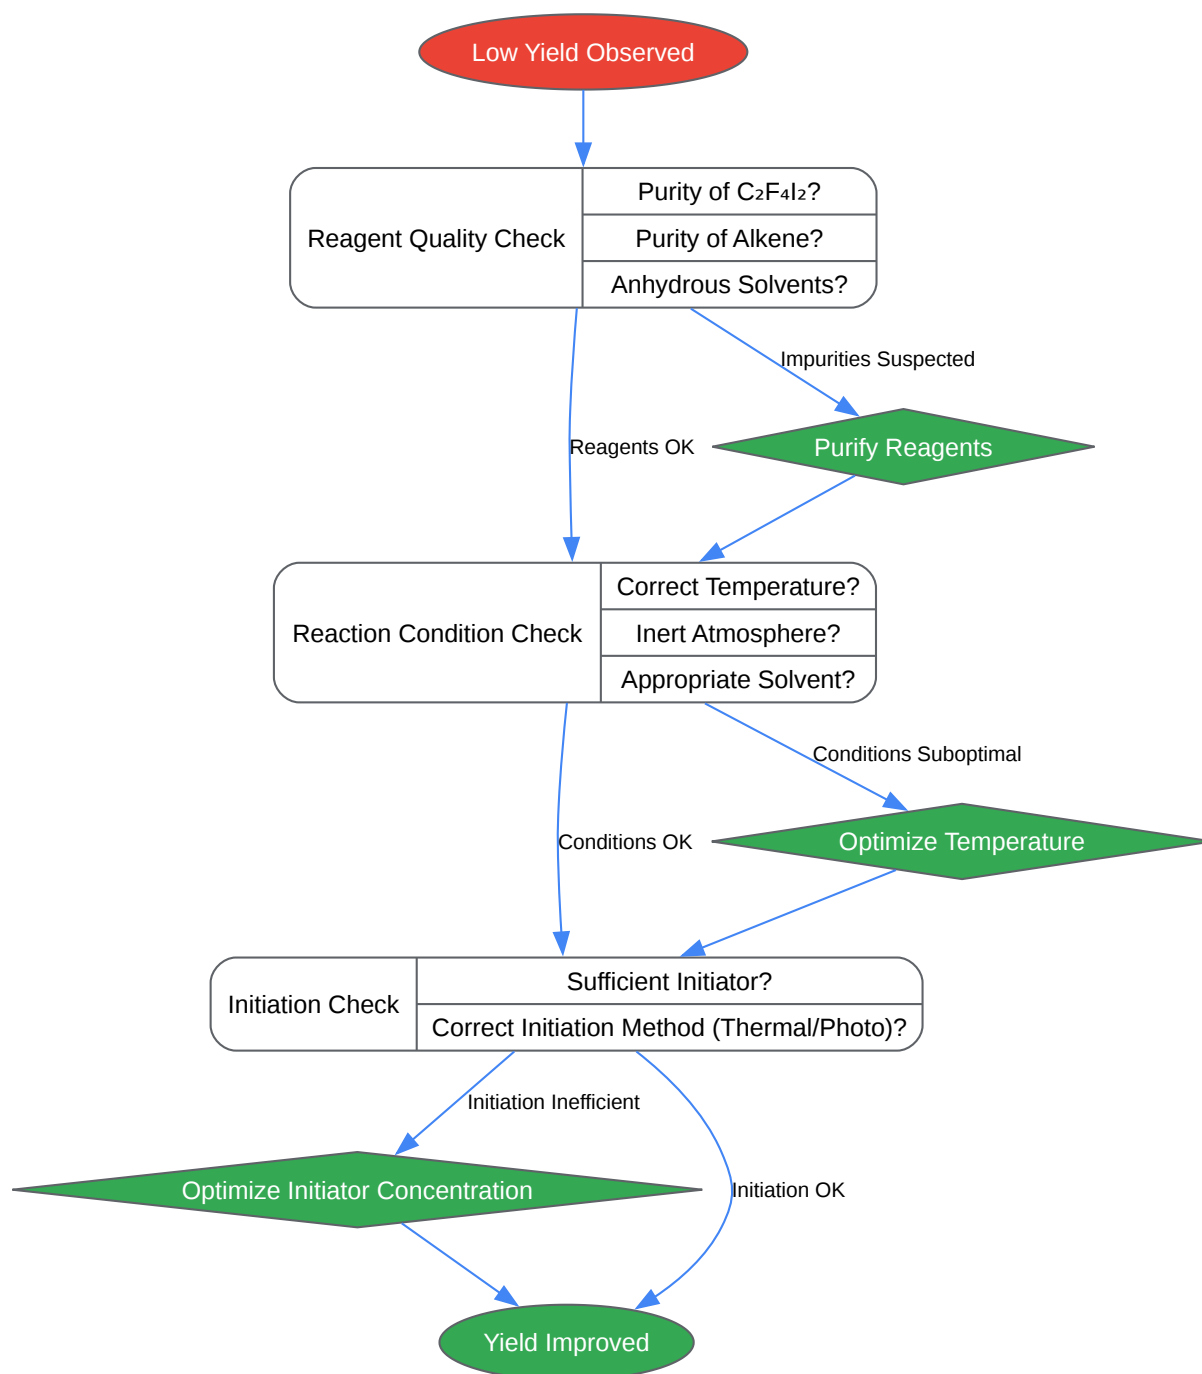 Low Yield Observed
Reagent Quality Check
Purity of C₂F₄I₂?
Purity of Alkene?
Anhydrous Solvents?
Impurities Suspected
Reagents OK
Purify Reagents
Reaction Condition Check
Correct Temperature?
Inert Atmosphere?
Appropriate Solvent?
Conditions Suboptimal
Conditions OK
Optimize Temperature
Initiation Check
Sufficient Initiator?
Correct Initiation Method (Thermal/Photo)?
Initiation Inefficient
Optimize Initiator Concentration
Initiation OK
Yield Improved